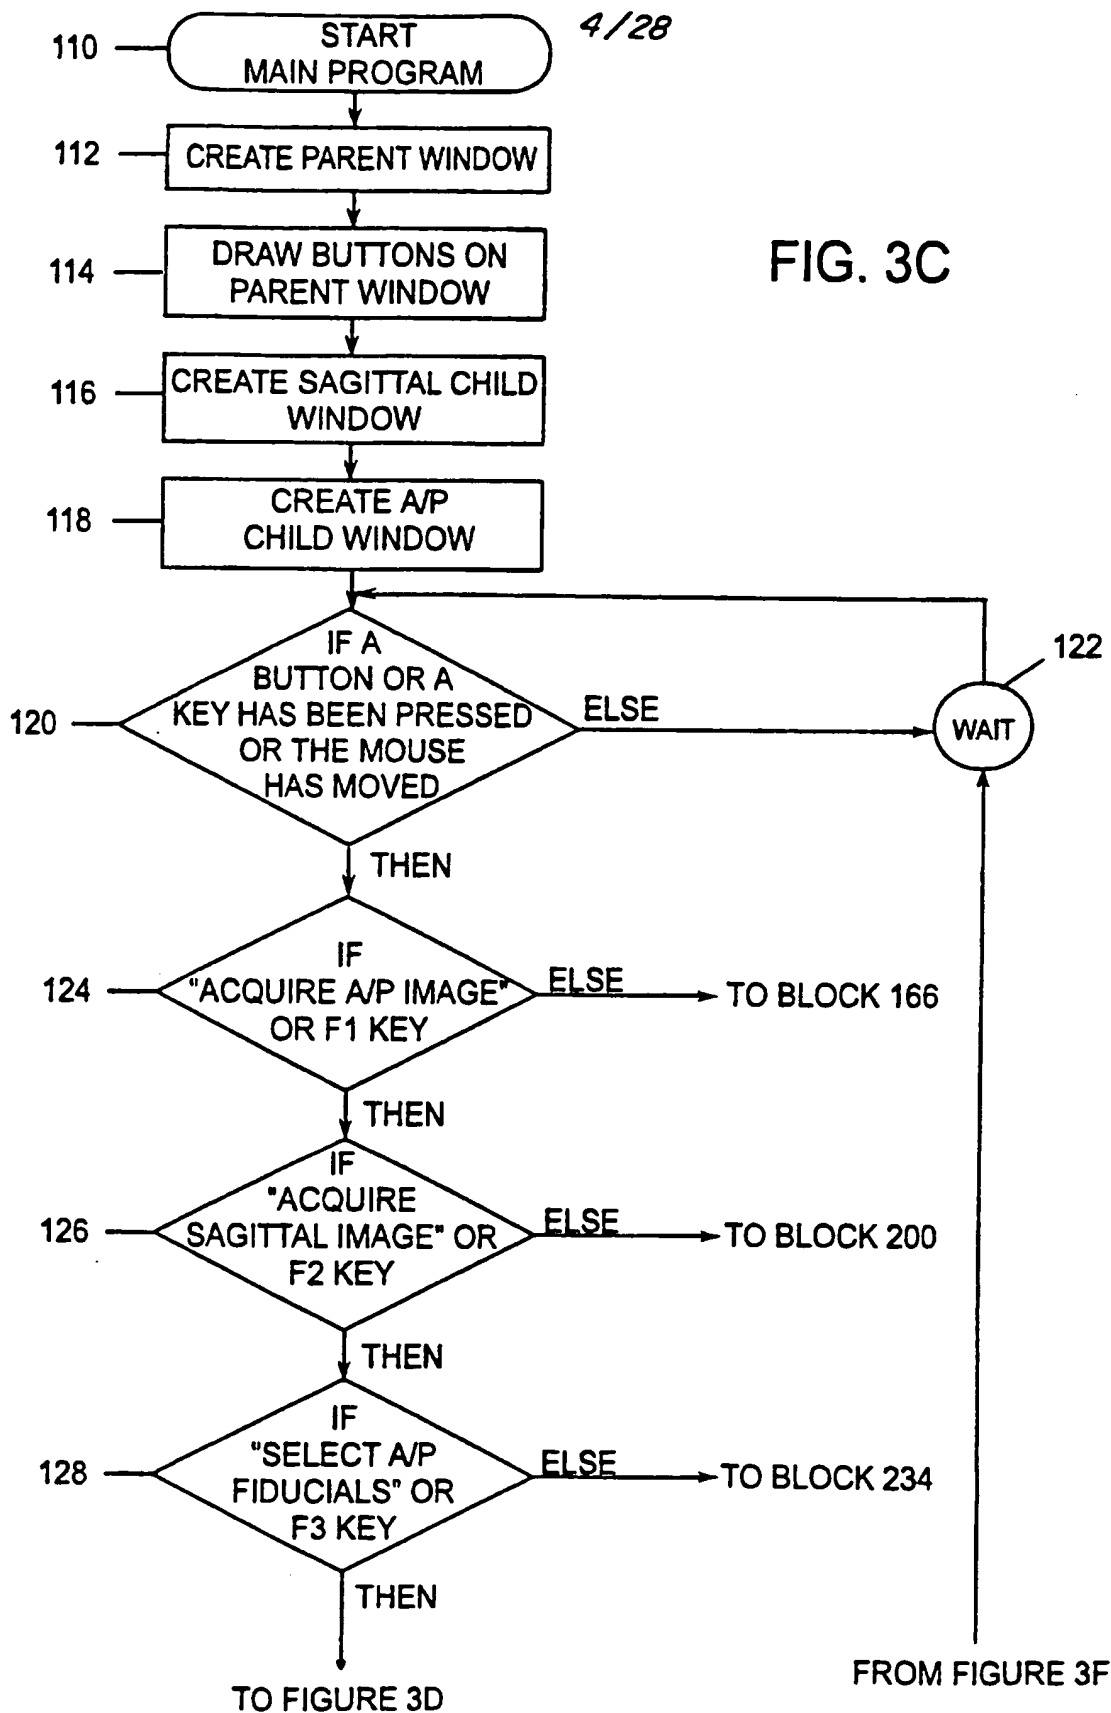 4/28
110
START
MAIN PROGRAM
112
CREATE PARENT WINDOW
114
DRAW BUTTONS ON
PARENT WINDOW
FIG. 3C
116
CREATE SAGITTAL CHILD
WINDOW
118
CREATE A/P
CHILD WINDOW
120
IF A
BUTTON OR A
KEY HAS BEEN PRESSED
OR THE MOUSE
HAS MOVED
ELSE
122
WAIT
THEN
124
IF
"ACQUIRE A/P IMAGE"
OR F1 KEY
ELSE
TO BLOCK 166
THEN
126
IF
"ACQUIRE
SAGITTAL IMAGE" OR
F2 KEY
ELSE
TO BLOCK 200
THEN
128
IF
"SELECT A/P
FIDUCIALS" OR
F3 KEY
ELSE
TO BLOCK 234
THEN
TO FIGURE 3D
FROM FIGURE 3F